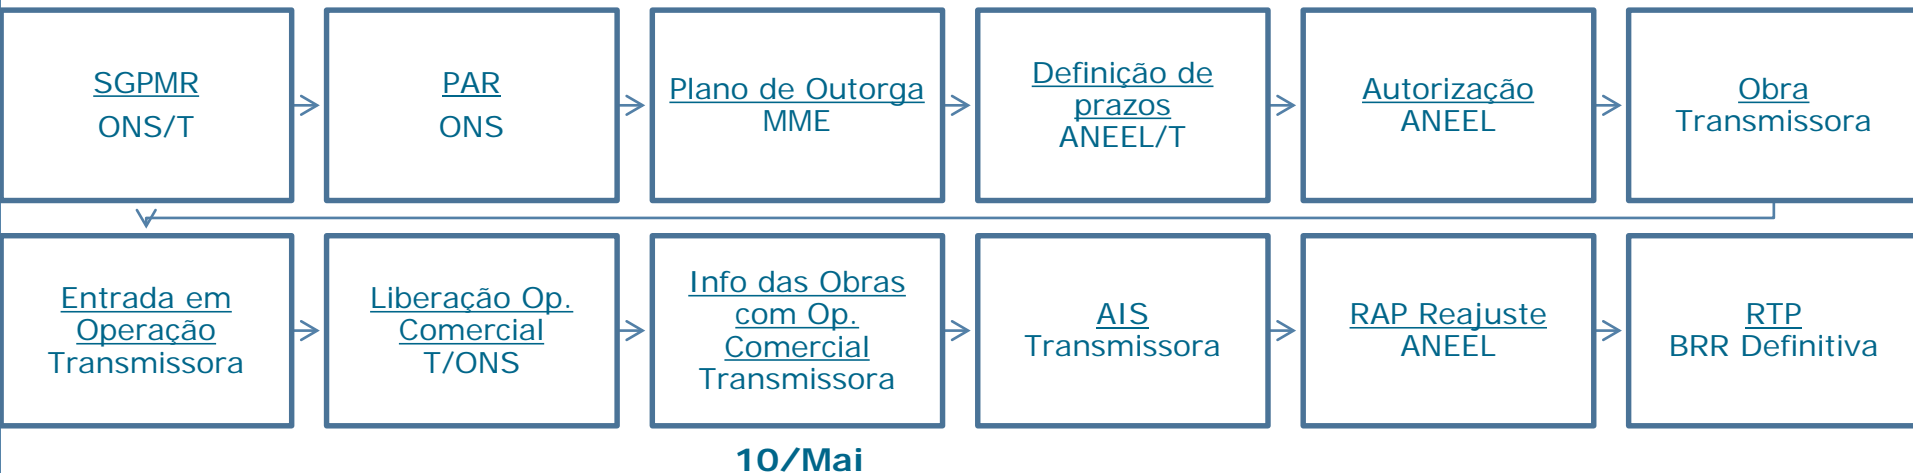 SGPMR
ONS/T
PAR
ONS
Plano de Outorga
MME
Definição de
prazos
ANEEL/T
Autorização
ANEEL
Obra
Transmissora
Entrada em
Operação
Transmissora
Liberação Op.
Comercial
T/ONS
Info das Obras
com Op.
Comercial
Transmissora
AIS
Transmissora
RAP Reajuste
ANEEL
RTP
BRR Definitiva
10/Mai